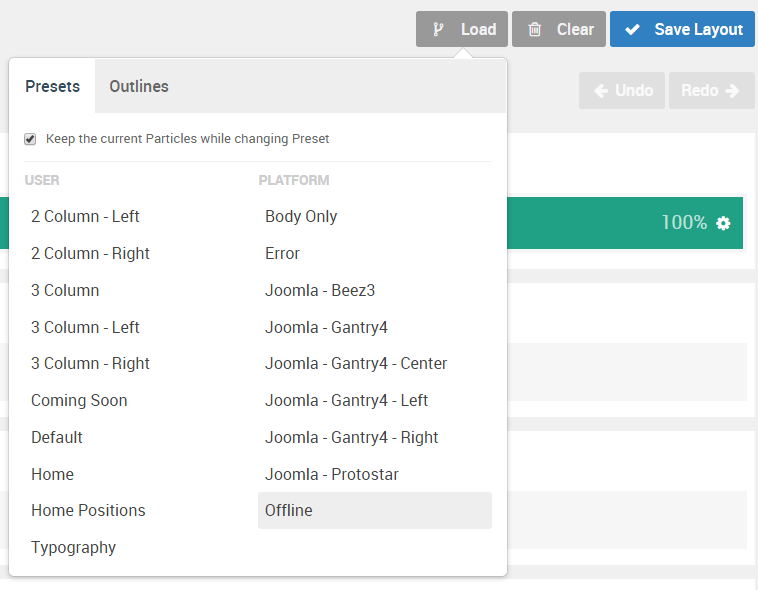 Load Clear Save Layout
Presets Outlines
Undo Redo
Keep the current Particles while changing Preset
USER PLATFORM
100%
2 Column - Left Body Only
2 Column - Right Error
3 Column Joomla - Beez3
3 Column - Left Joomla - Gantry4
3 Column - Right Joomla - Gantry4 - Center
Coming Soon Joomla - Gantry4 - Left
Default Joomla - Gantry4 - Right
Home Joomla - Protostar
Home Positions Offline
Typography